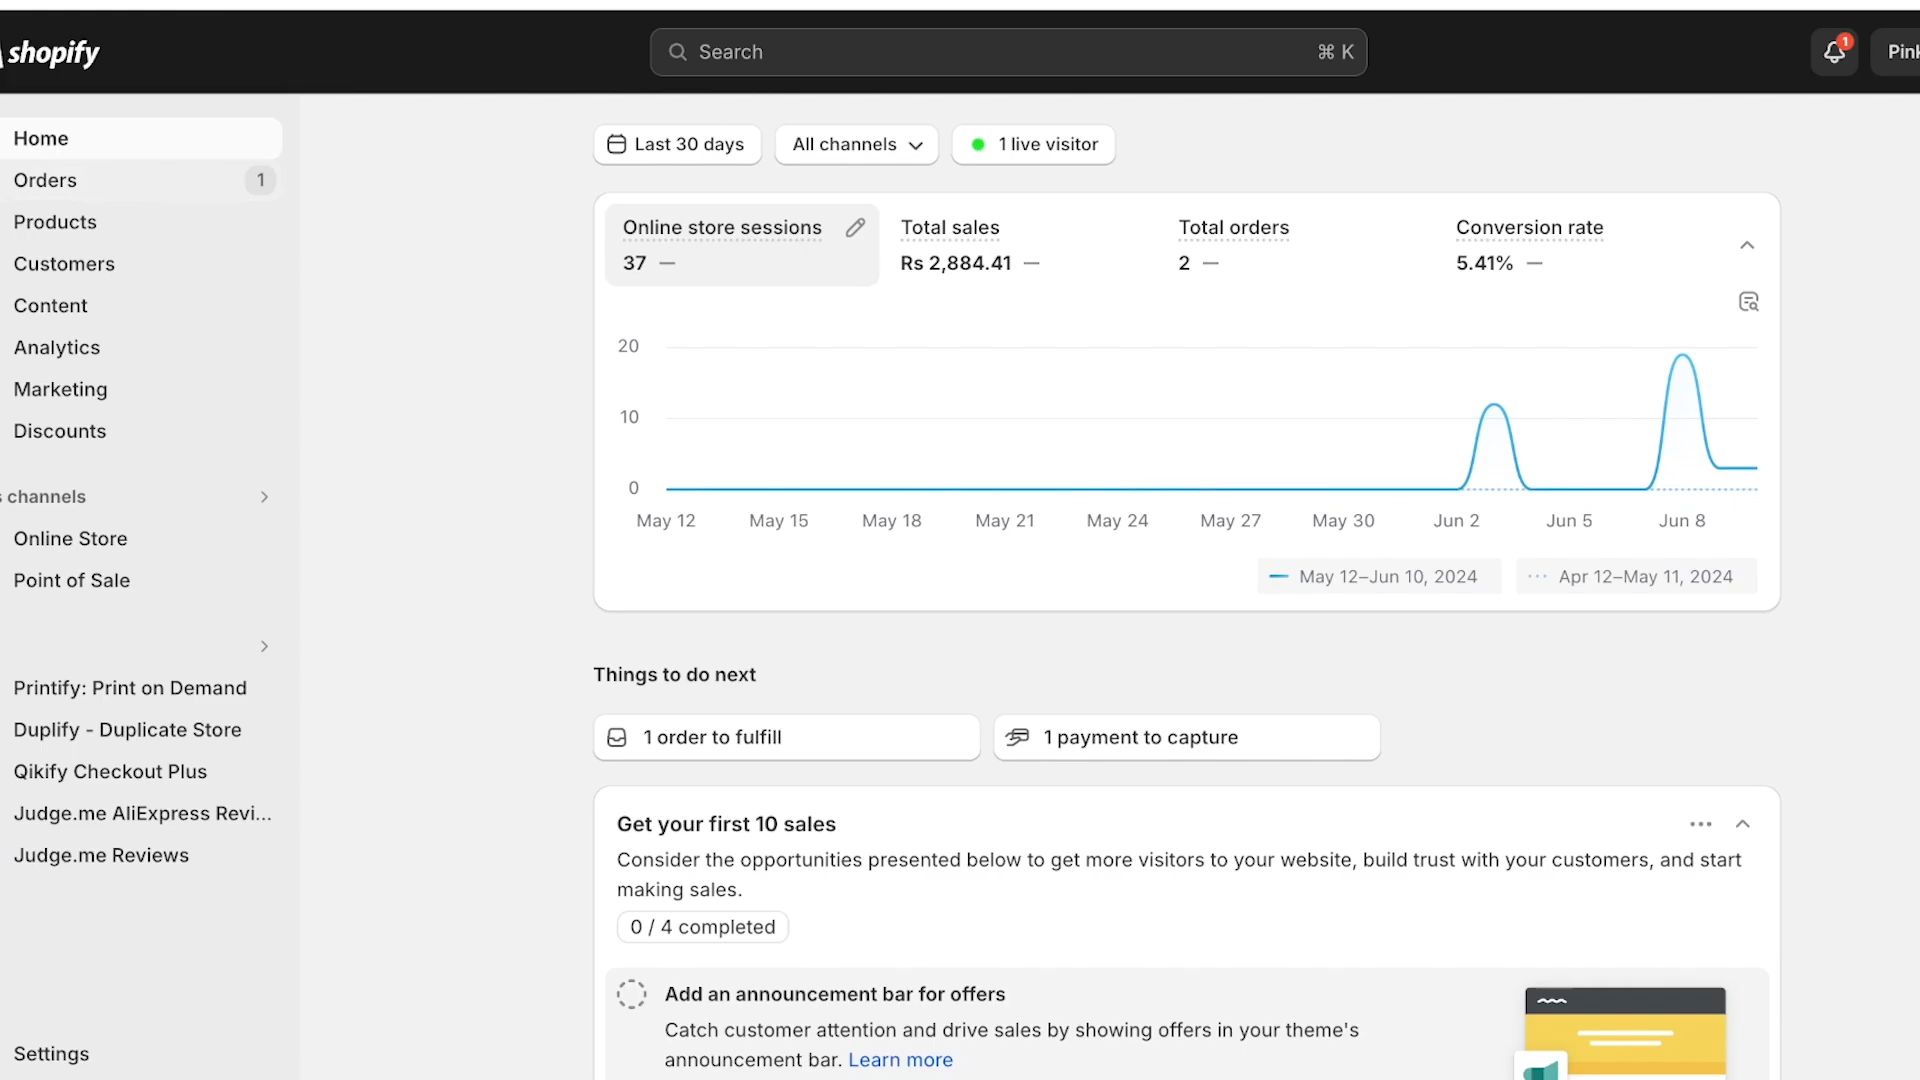 shopify
Search
⌘ K
1
Home
Orders
1
Products
Customers
Content
Analytics
Marketing
Discounts
channels
Online Store
Point of Sale
Printify: Print on Demand
Duplify - Duplicate Store
Qikify Checkout Plus
Judge.me AliExpress Revi...
Judge.me Reviews
Settings
Last 30 days
All channels
1 live visitor
Online store sessions
37 —
Total sales
Rs 2,884.41 —
Total orders
2 —
Conversion rate
5.41% —
20
10
0
May 12
May 15
May 18
May 21
May 24
May 27
May 30
Jun 2
Jun 5
Jun 8
May 12–Jun 10, 2024
Apr 12–May 11, 2024
Things to do next
1 order to fulfill
1 payment to capture
Get your first 10 sales
Consider the opportunities presented below to get more visitors to your website, build trust with your customers, and start
making sales.
0 / 4 completed
Add an announcement bar for offers
Catch customer attention and drive sales by showing offers in your theme's
announcement bar. Learn more